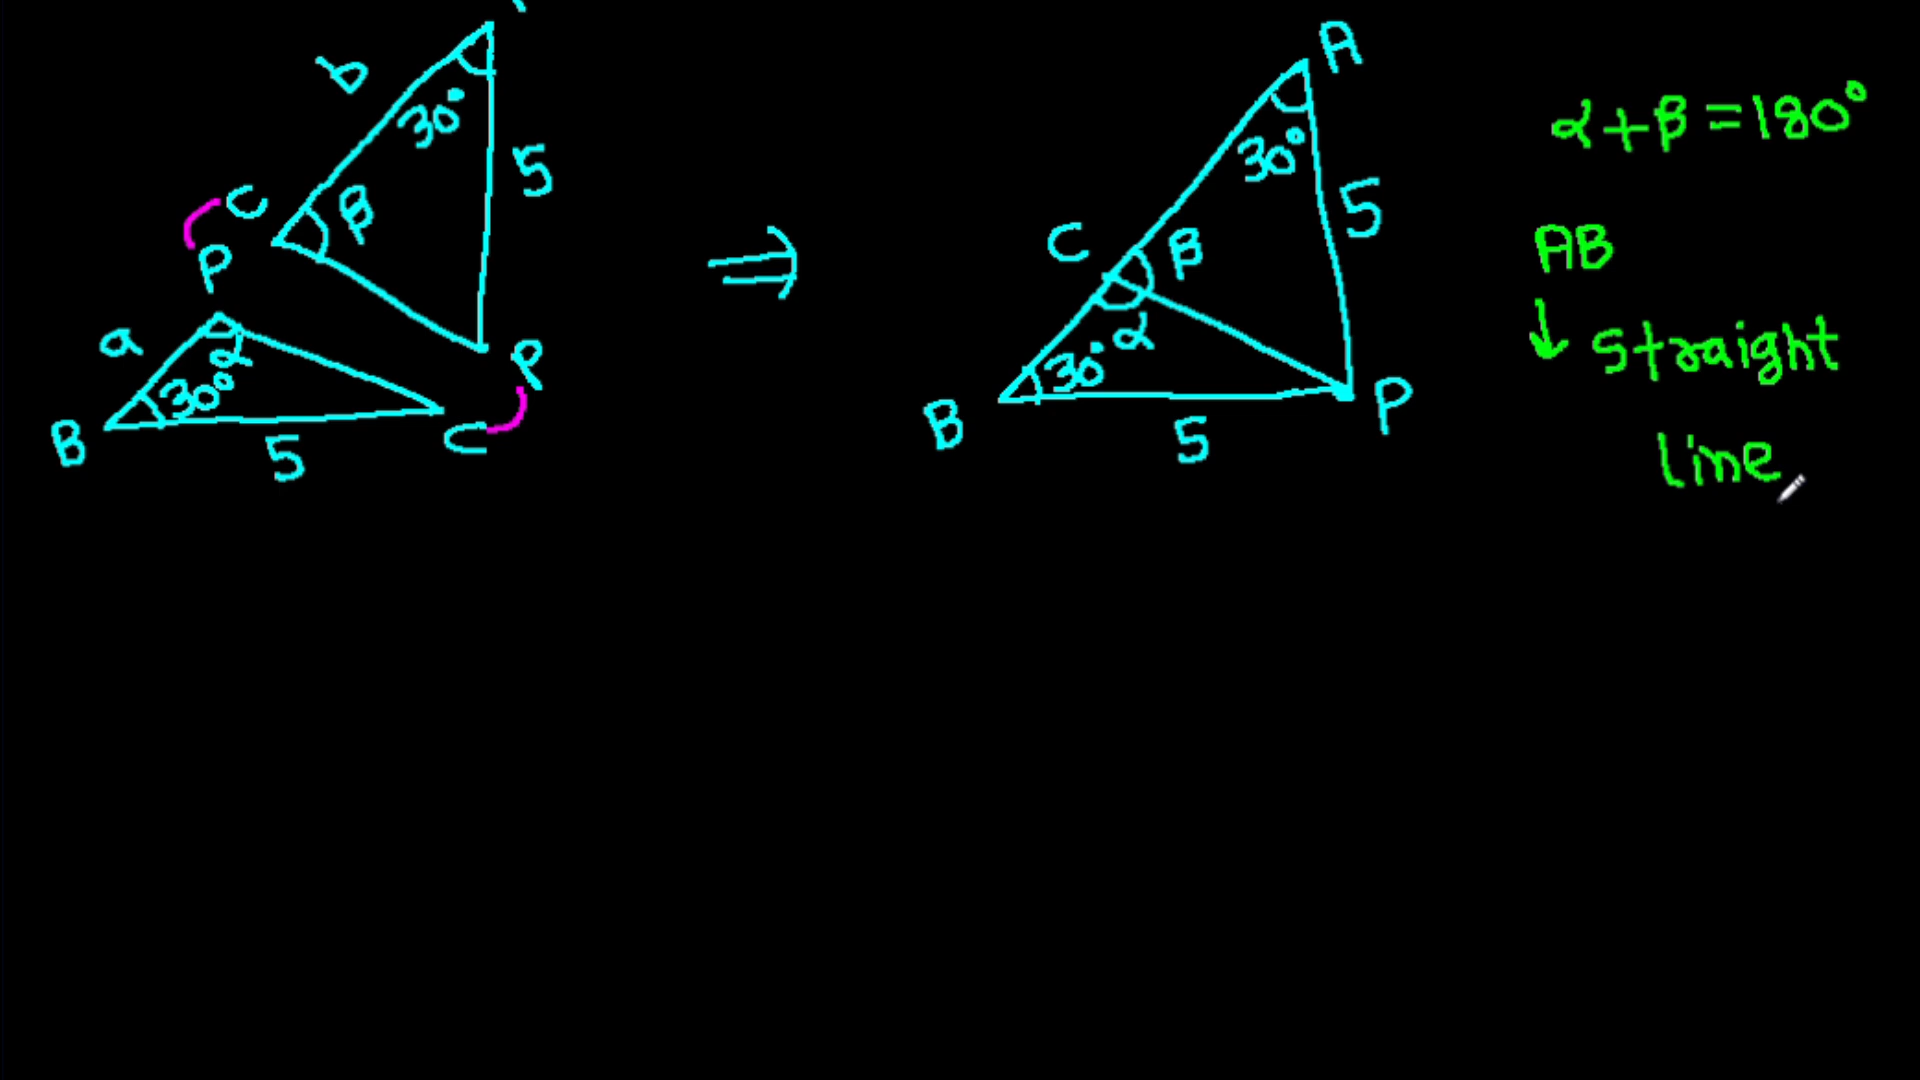 b
30°
5
C
β
P
a
α
30°
P
B
5
C
⇒
A
30°
5
C
β
α
30°
B
5
P
α+β=180°
AB
↓ straight
line